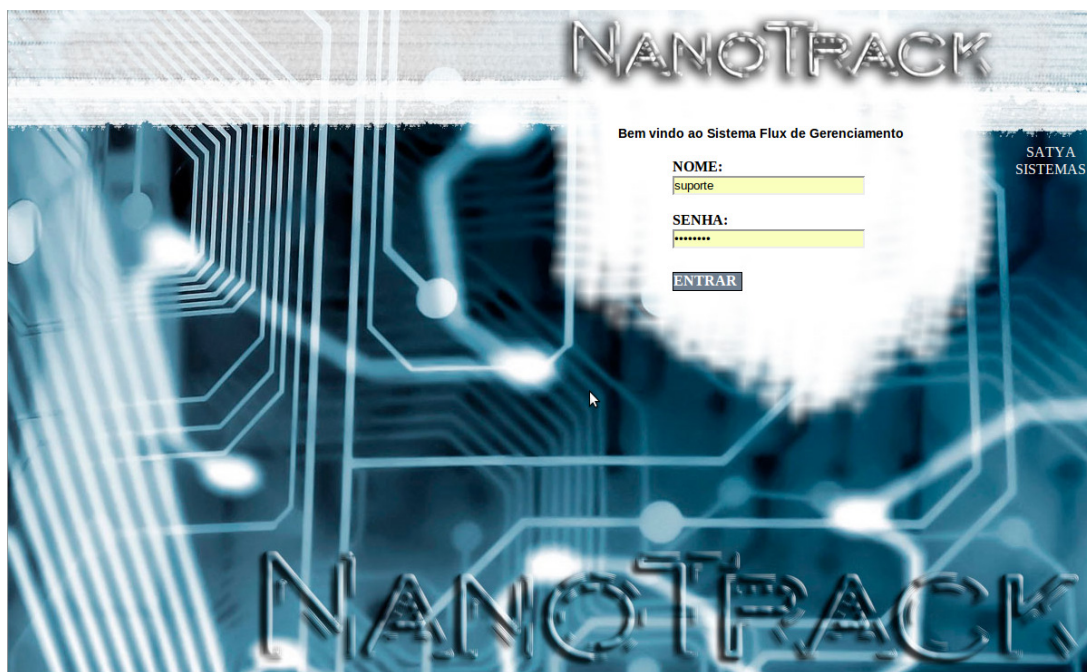 NANOTRACK
Bem vindo ao Sistema Flux de Gerenciamento
SATYA
SISTEMAS
NOME:
suporte
SENHA:
••••••••
ENTRAR
NANOTRACK